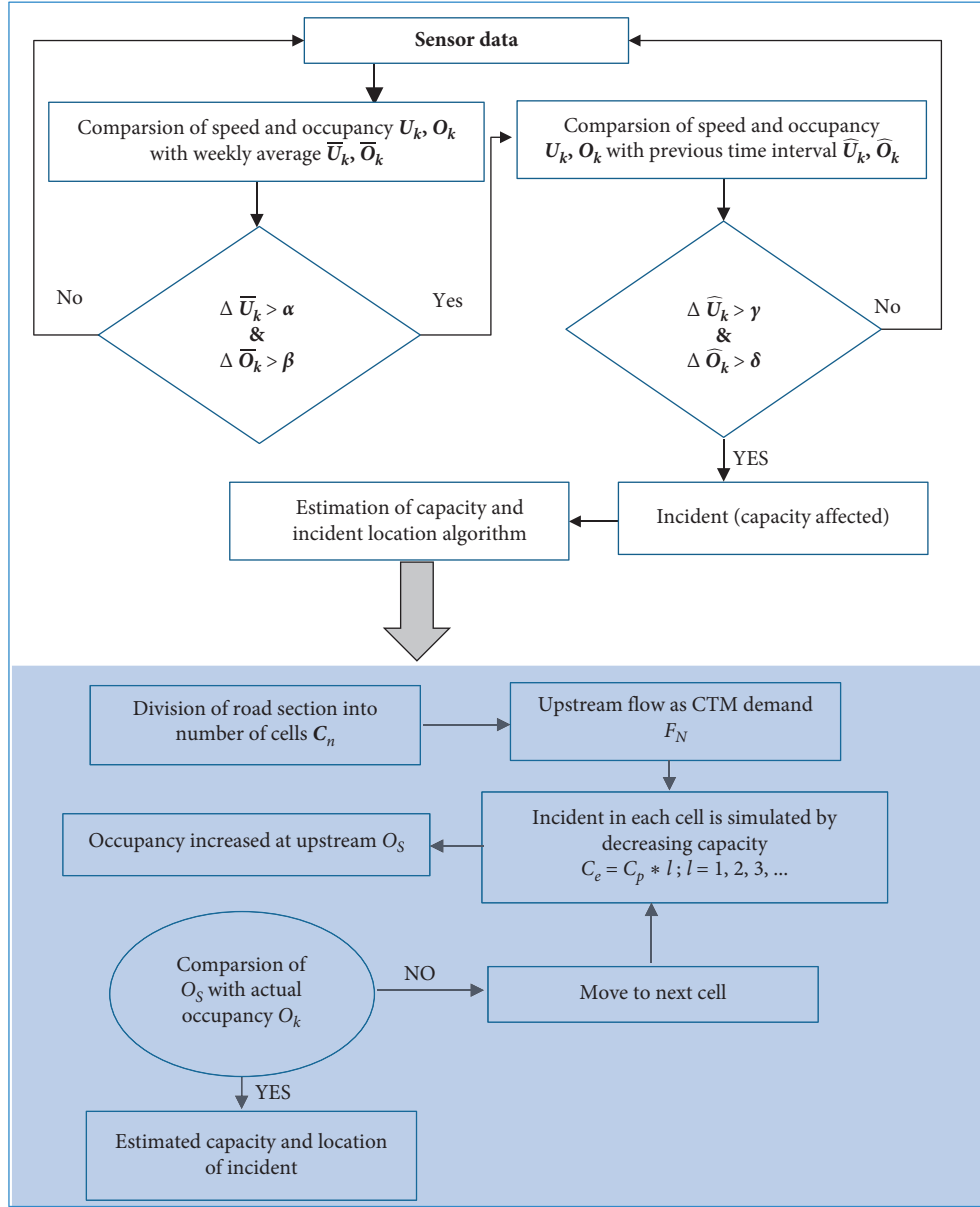 Sensor data
Comparsion of speed and occupancy U_k, O_k
with weekly average U̅_k, O̅_k
Comparsion of speed and occupancy
U_k, O_k with previous time interval Û_k, Ô_k
No
Δ U̅_k > α
&
Δ O̅_k > β
Yes
Δ Û_k > γ
&
Δ Ô_k > δ
No
YES
Estimation of capacity and
incident location algorithm
Incident (capacity affected)
Division of road section into
number of cells C_n
Upstream flow as CTM demand
F_N
Occupancy increased at upstream O_S
Incident in each cell is simulated by
decreasing capacity
C_e = C_p * l ; l = 1, 2, 3, ...
Comparsion of
O_S with actual
occupancy O_k
NO
Move to next cell
YES
Estimated capacity and location
of incident